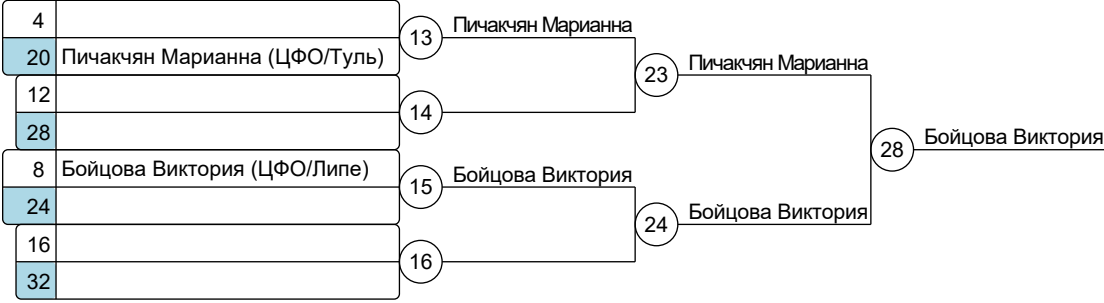 4
20 Пичакчян Марианна (ЦФО/Туль)
12
28
8 Бойцова Виктория (ЦФО/Липе)
24
16
32
13
14
15
16
Пичакчян Марианна
Бойцова Виктория
23
24
Пичакчян Марианна
Бойцова Виктория
28
Бойцова Виктория